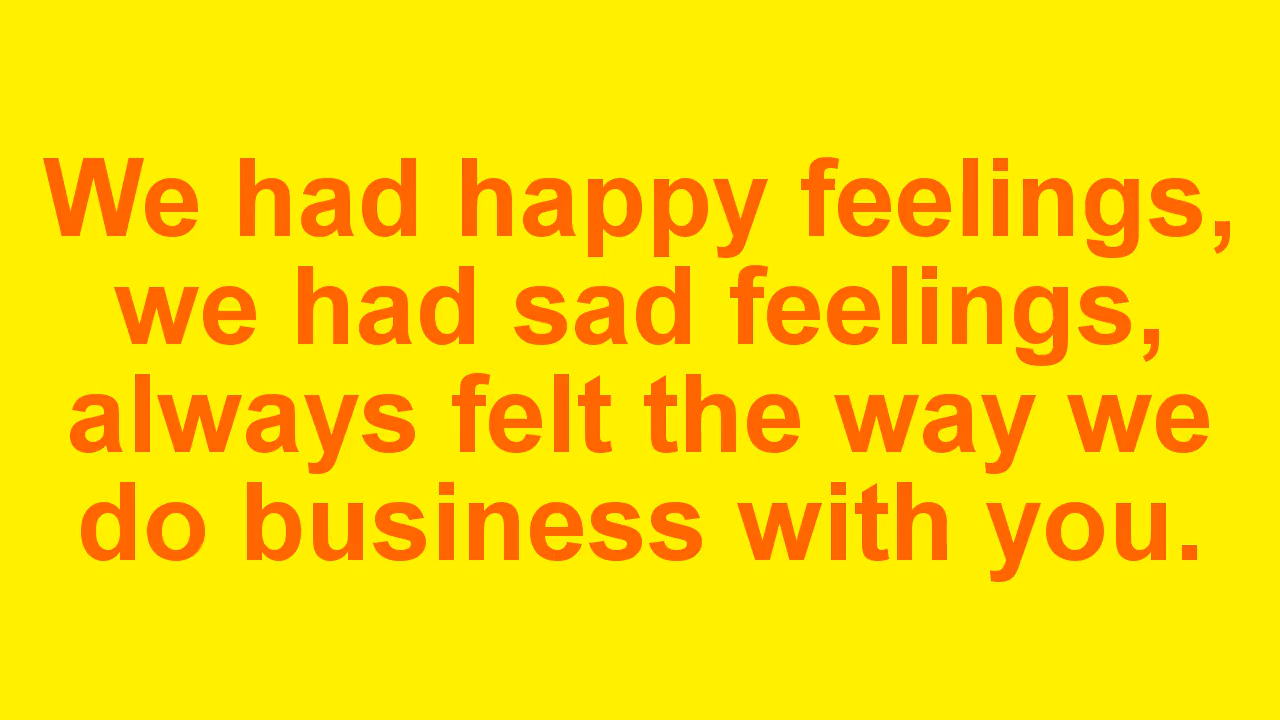 We had happy feelings,
we had sad feelings,
always felt the way we
do business with you.